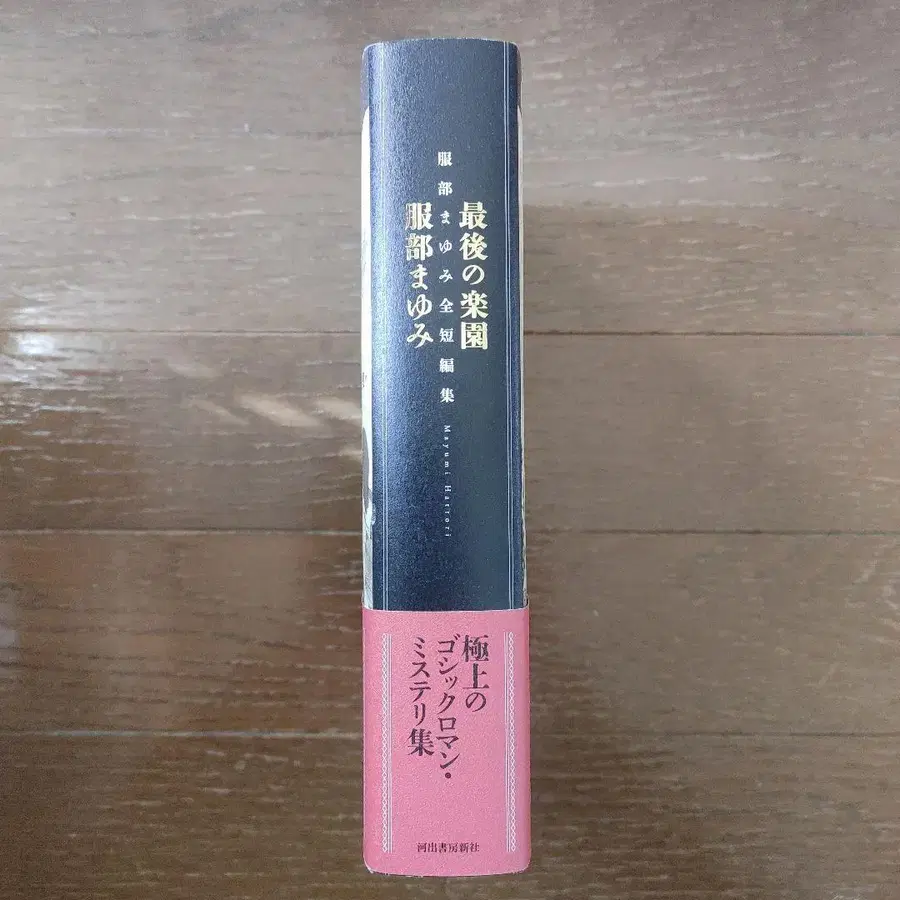 最後の楽園
服部まゆみ全短編集
服部まゆみ
Mayumi Hattori
極上の
ゴシックロマン・
ミステリ集
河出書房新社